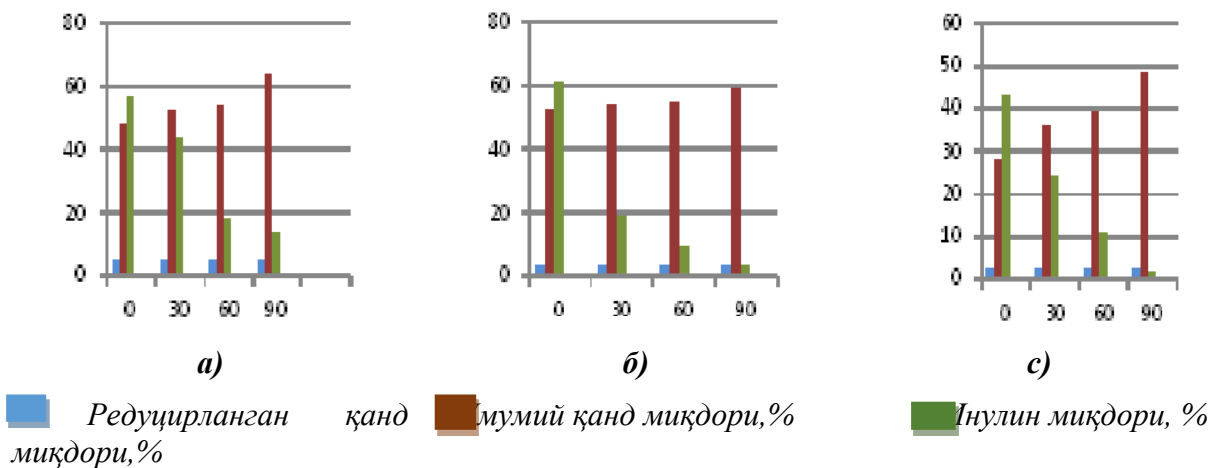 80 80 60
60 60 50
40 40 40
20 20 30
0 0 20
10
0
0 30 60 90 0 30 60 90 0 30 60 90
а) б) с)
Редуцирланган қанд миқдори,%
мумий қанд миқдори,%
Инулин миқдори, %